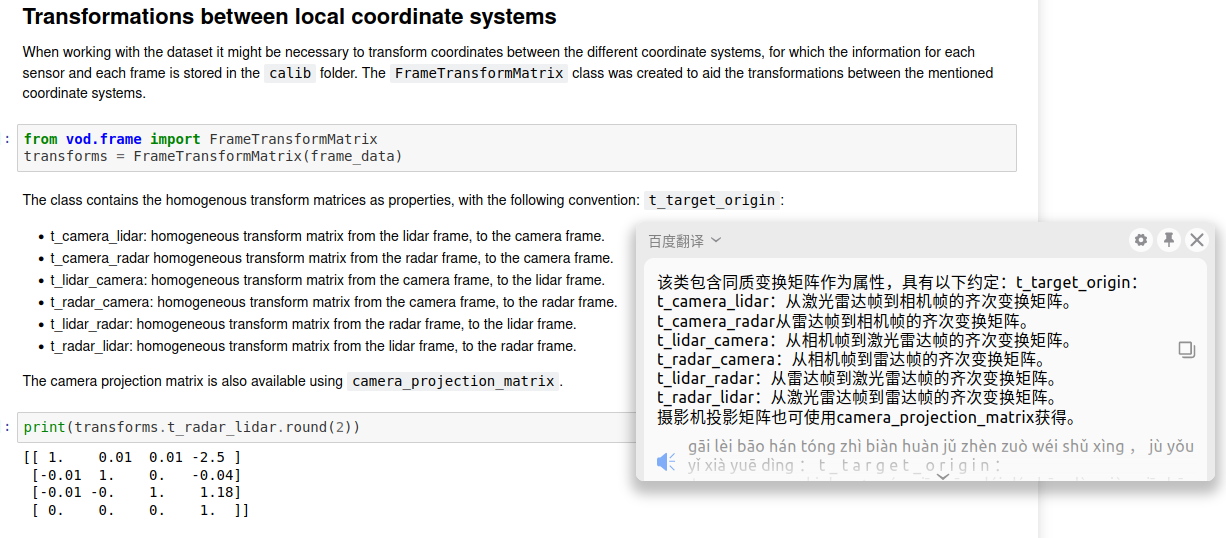 Transformations between local coordinate systems
When working with the dataset it might be necessary to transform coordinates between the different coordinate systems, for which the information for each
sensor and each frame is stored in the calib folder. The FrameTransformMatrix class was created to aid the transformations between the mentioned
coordinate systems.
: from vod.frame import FrameTransformMatrix
transforms = FrameTransformMatrix(frame_data)
The class contains the homogenous transform matrices as properties, with the following convention: t_target_origin :
• t_camera_lidar: homogeneous transform matrix from the lidar frame, to the camera frame.
• t_camera_radar homogeneous transform matrix from the radar frame, to the camera frame.
• t_lidar_camera: homogeneous transform matrix from the camera frame, to the lidar frame.
• t_radar_camera: homogeneous transform matrix from the camera frame, to the radar frame.
• t_lidar_radar: homogeneous transform matrix from the radar frame, to the lidar frame.
• t_radar_lidar: homogeneous transform matrix from the lidar frame, to the radar frame.
The camera projection matrix is also available using camera_projection_matrix .
: print(transforms.t_radar_lidar.round(2))
[[ 1.    0.01  0.01 -2.5 ]
 [-0.01  1.    0.   -0.04]
 [-0.01 -0.    1.    1.18]
 [ 0.    0.    0.    1.  ]]
百度翻译
该类包含同质变换矩阵作为属性，具有以下约定：t_target_origin：
t_camera_lidar：从激光雷达帧到相机帧的齐次变换矩阵。
t_camera_radar从雷达帧到相机帧的齐次变换矩阵。
t_lidar_camera：从相机帧到激光雷达帧的齐次变换矩阵。
t_radar_camera：从相机帧到雷达帧的齐次变换矩阵。
t_lidar_radar：从雷达帧到激光雷达帧的齐次变换矩阵。
t_radar_lidar：从激光雷达帧到雷达帧的齐次变换矩阵。
摄影机投影矩阵也可使用camera_projection_matrix获得。
gāi lèi bāo hán tóng zhì biàn huàn jǔ zhèn zuò wéi shǔ xìng ， jù yǒu
yǐ xià yuē dìng ： t _ t a r g e t _ o r i g i n ：